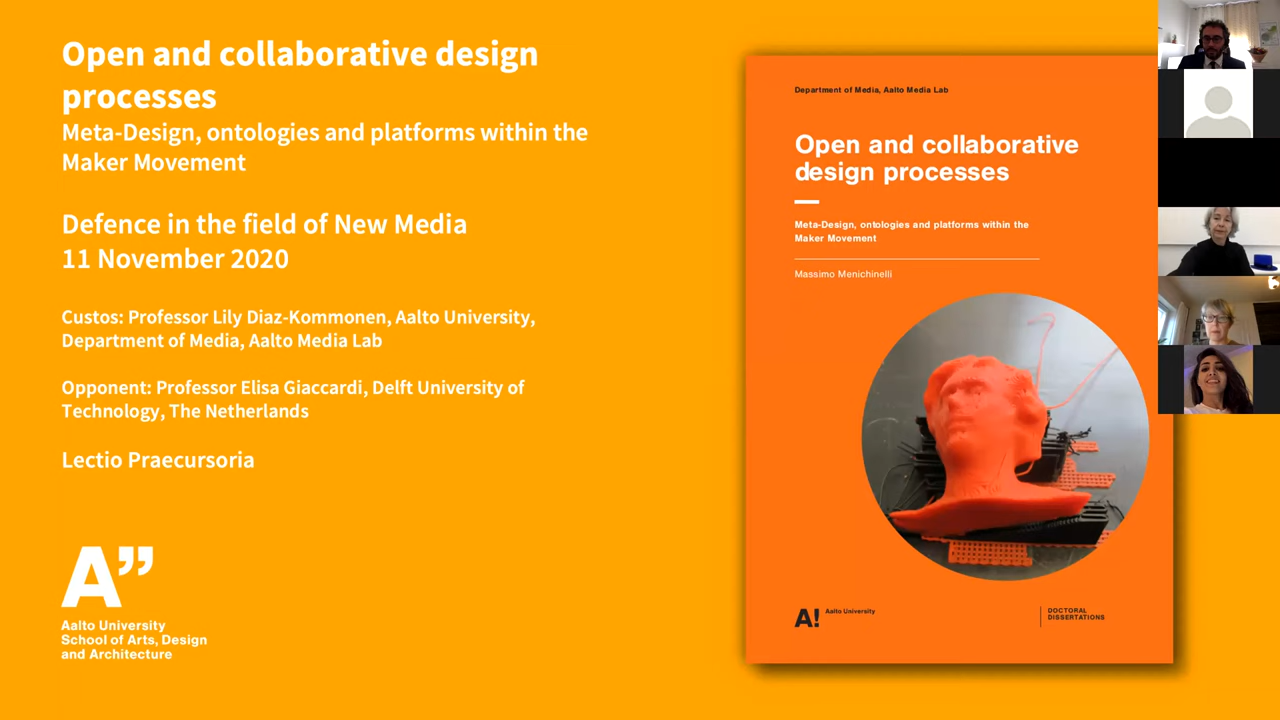 Open and collaborative design
processes
Meta-Design, ontologies and platforms within the
Maker Movement
Defence in the field of New Media
11 November 2020
Custos: Professor Lily Diaz-Kommonen, Aalto University,
Department of Media, Aalto Media Lab
Opponent: Professor Elisa Giaccardi, Delft University of
Technology, The Netherlands
Lectio Praecursoria
A”
Aalto University
School of Arts, Design
and Architecture
Department of Media, Aalto Media Lab
Open and collaborative
design processes
Meta-Design, ontologies and platforms within the
Maker Movement
Massimo Menichinelli
A!
Aalto University
DOCTORAL
DISSERTATIONS